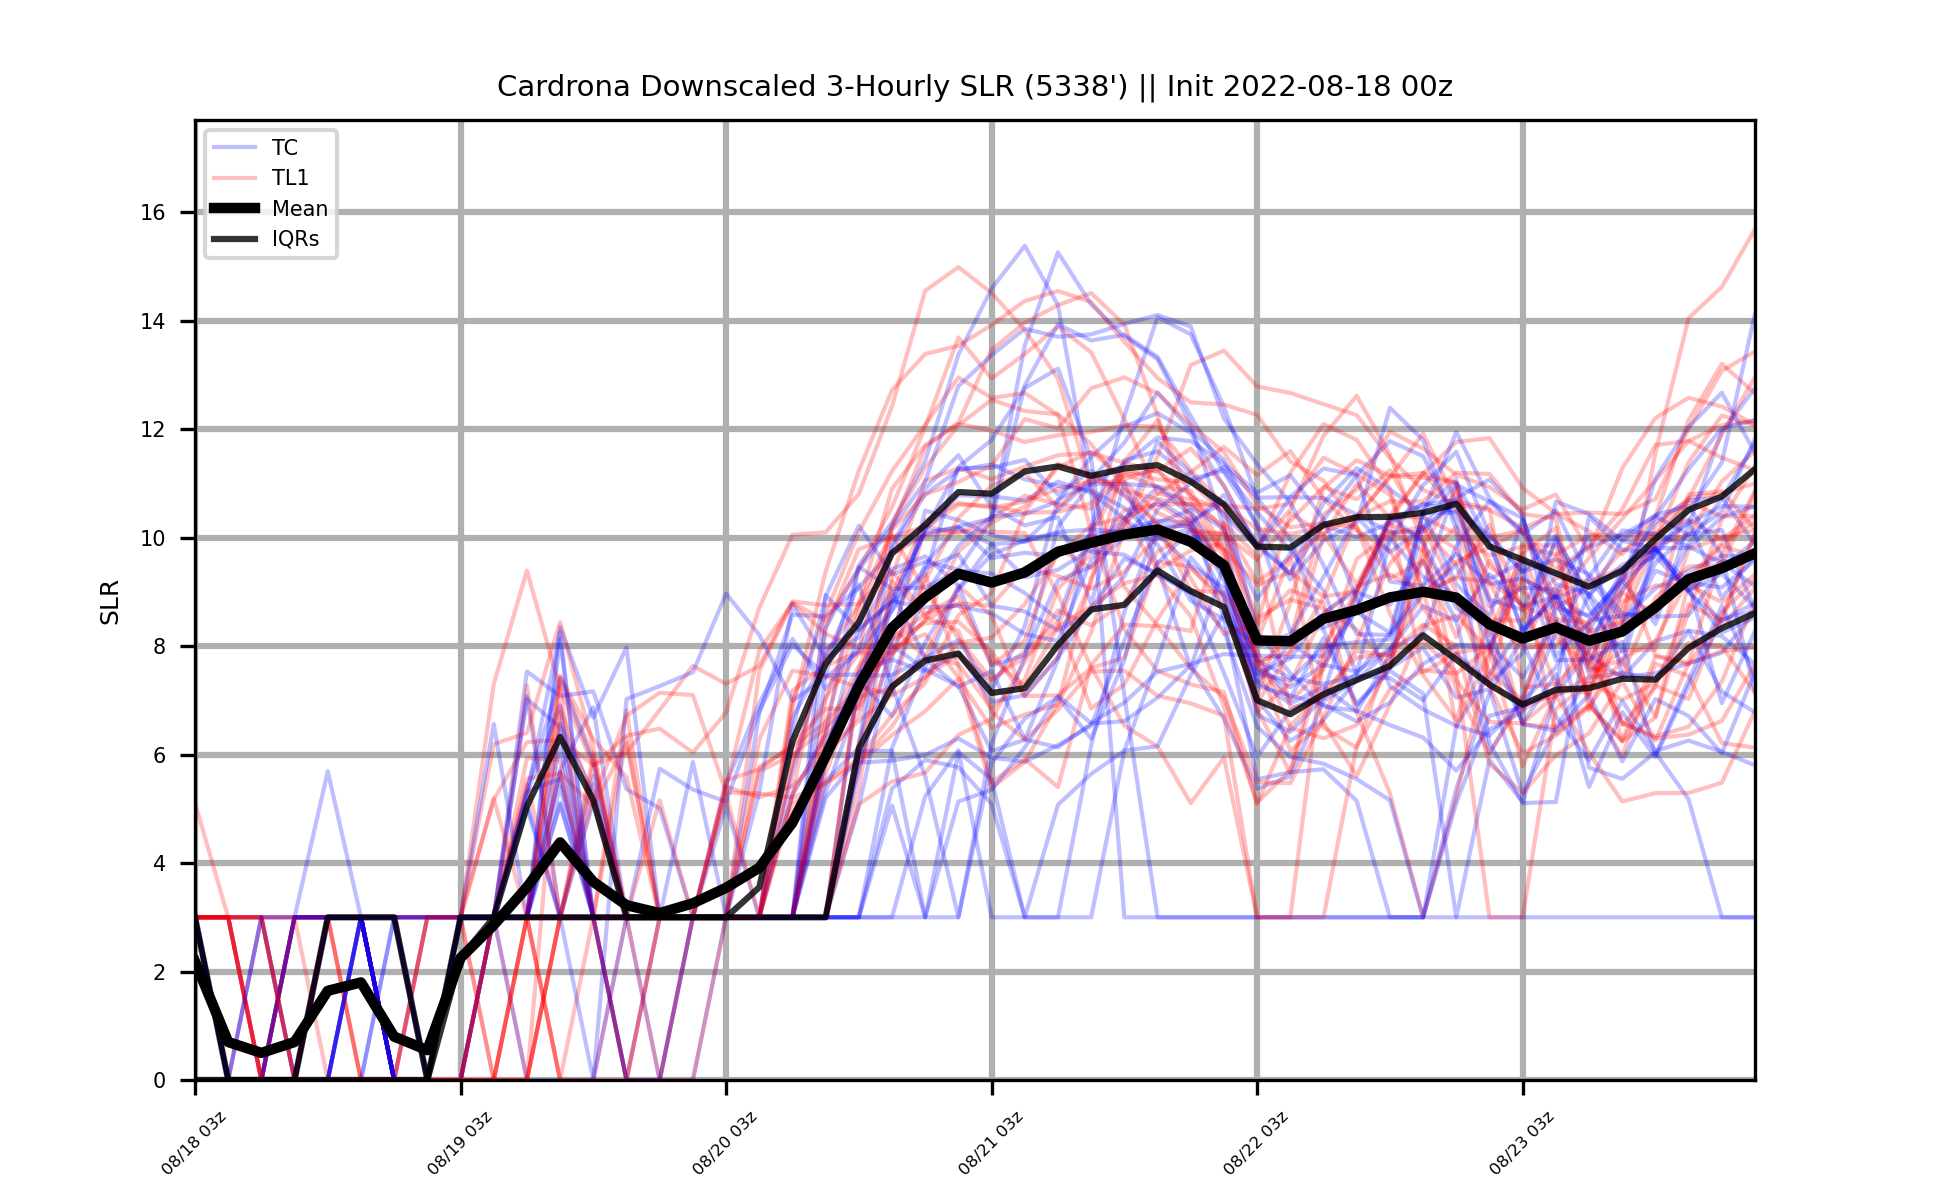 Cardrona Downscaled 3-Hourly SLR (5338') || Init 2022-08-18 00z
TC
TL1
Mean
IQRs
SLR
16
14
12
10
8
6
4
2
0
08/18 03z
08/19 03z
08/20 03z
08/21 03z
08/22 03z
08/23 03z